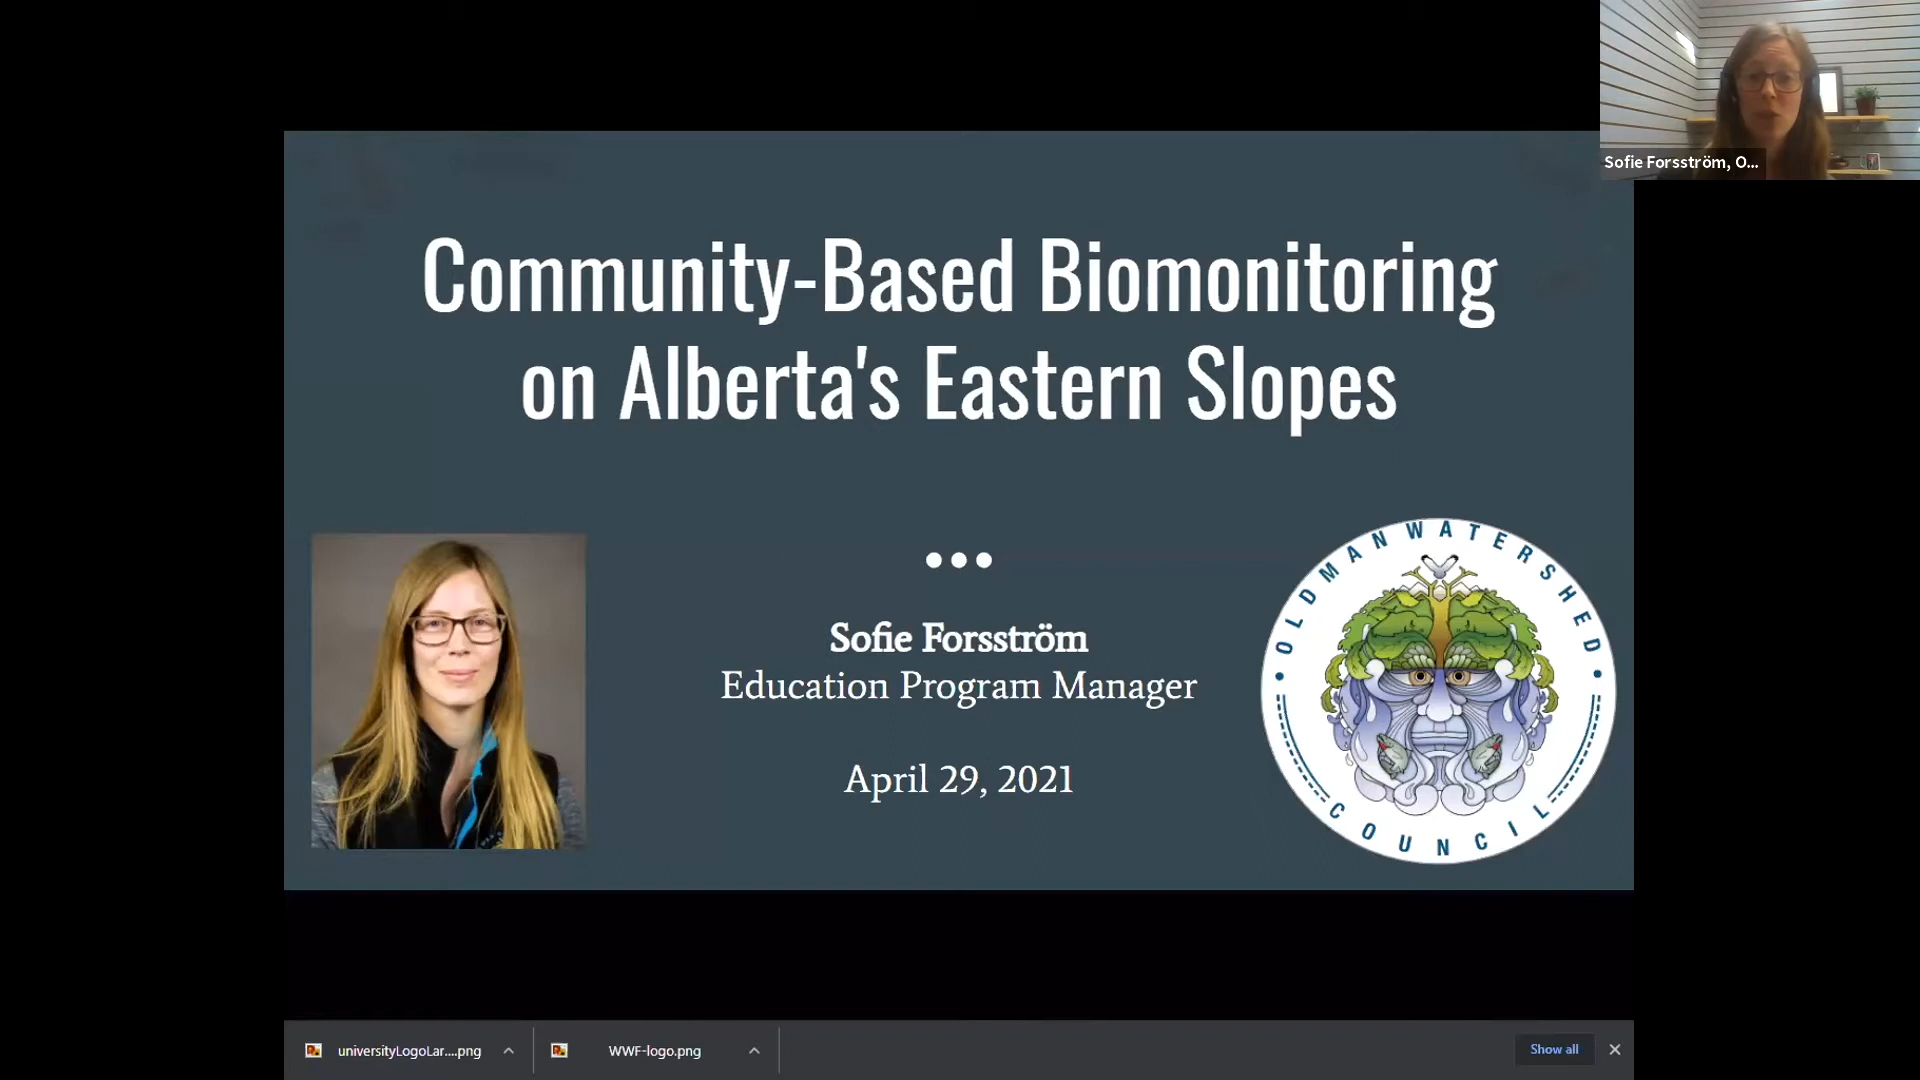 Sofie Forsström, O...
Community-Based Biomonitoring
on Alberta's Eastern Slopes
Sofie Forsström
Education Program Manager
April 29, 2021
OLDMAN WATERSHED
COUNCIL
universityLogoLar....png
WWF-logo.png
Show all